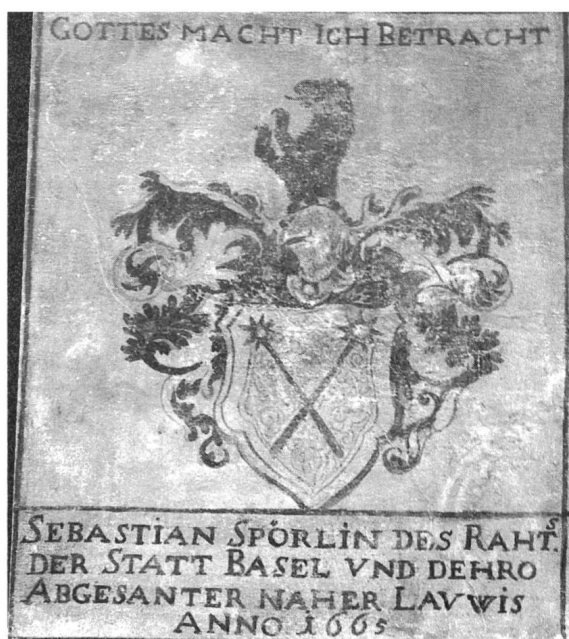 GOTTES MACHT ICH BETRACHT
SEBASTIAN SPÖRLIN DES RAHTS.
DER STATT BASEL VND DEHRO
ABGESANTER NAHER LAVWIS
ANNO 1665